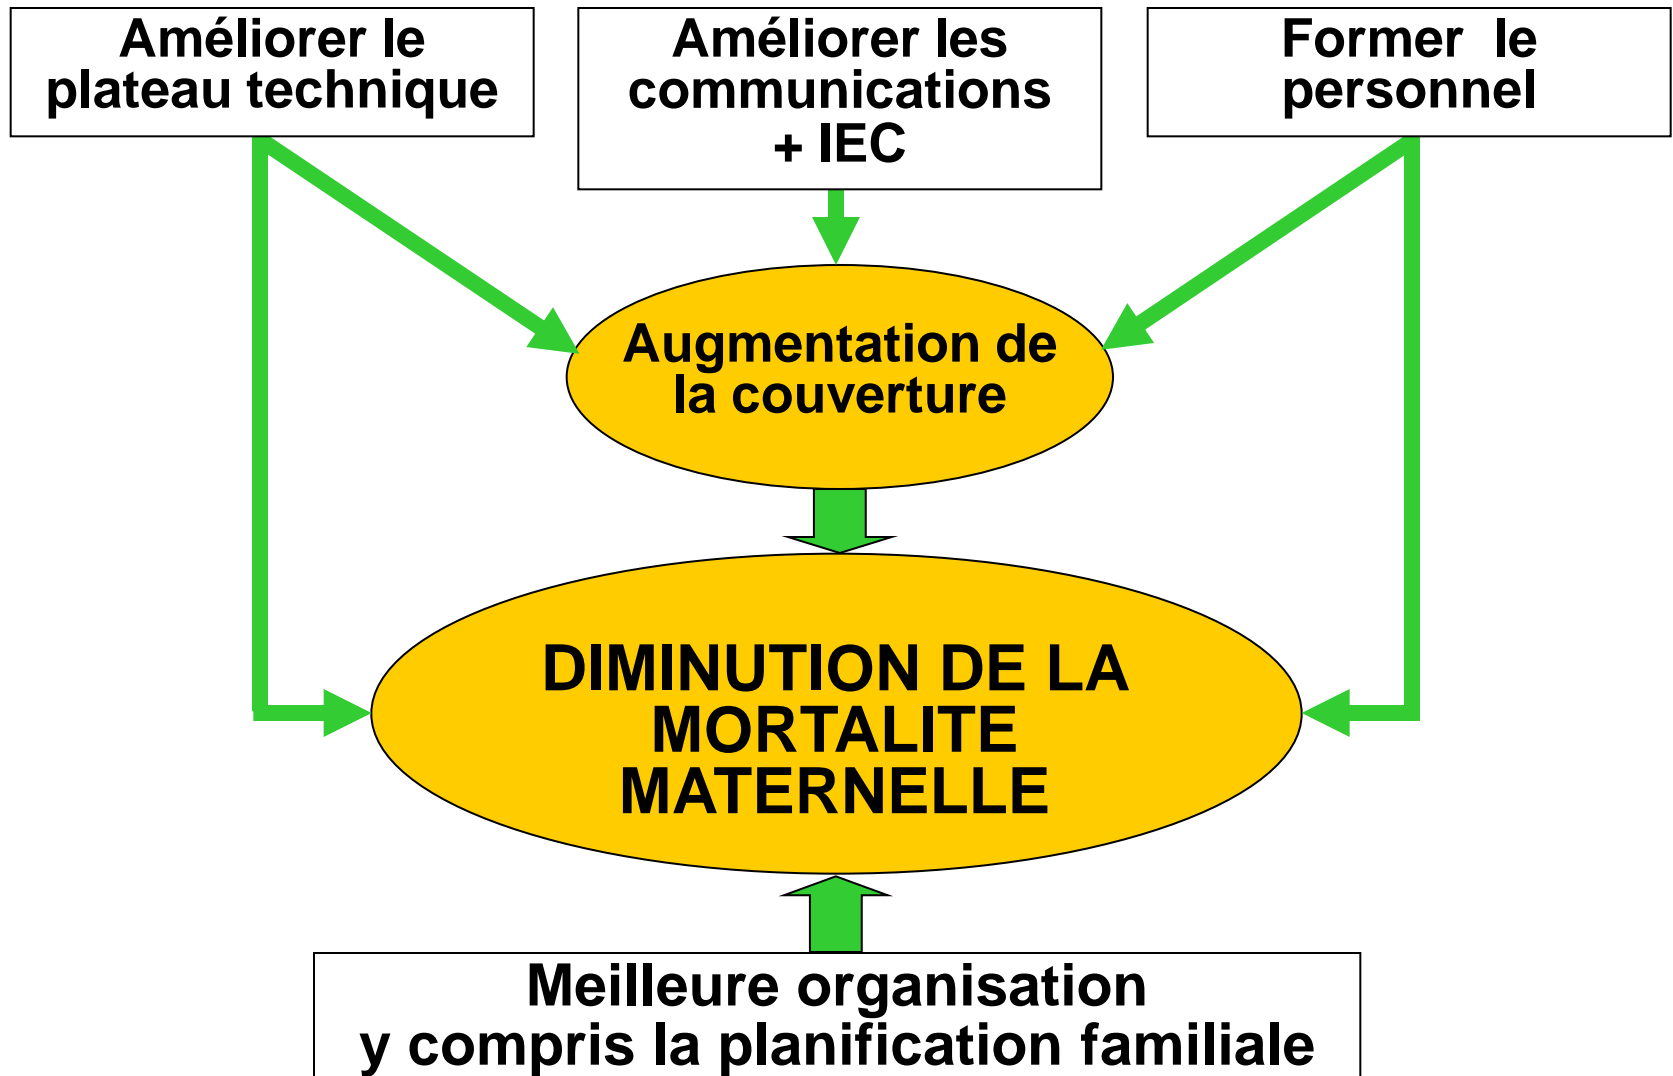 Améliorer le
plateau technique
Améliorer les
communications
+ IEC
Former le
personnel
Augmentation de
la couverture
DIMINUTION DE LA
MORTALITE
MATERNELLE
Meilleure organisation
y compris la planification familiale